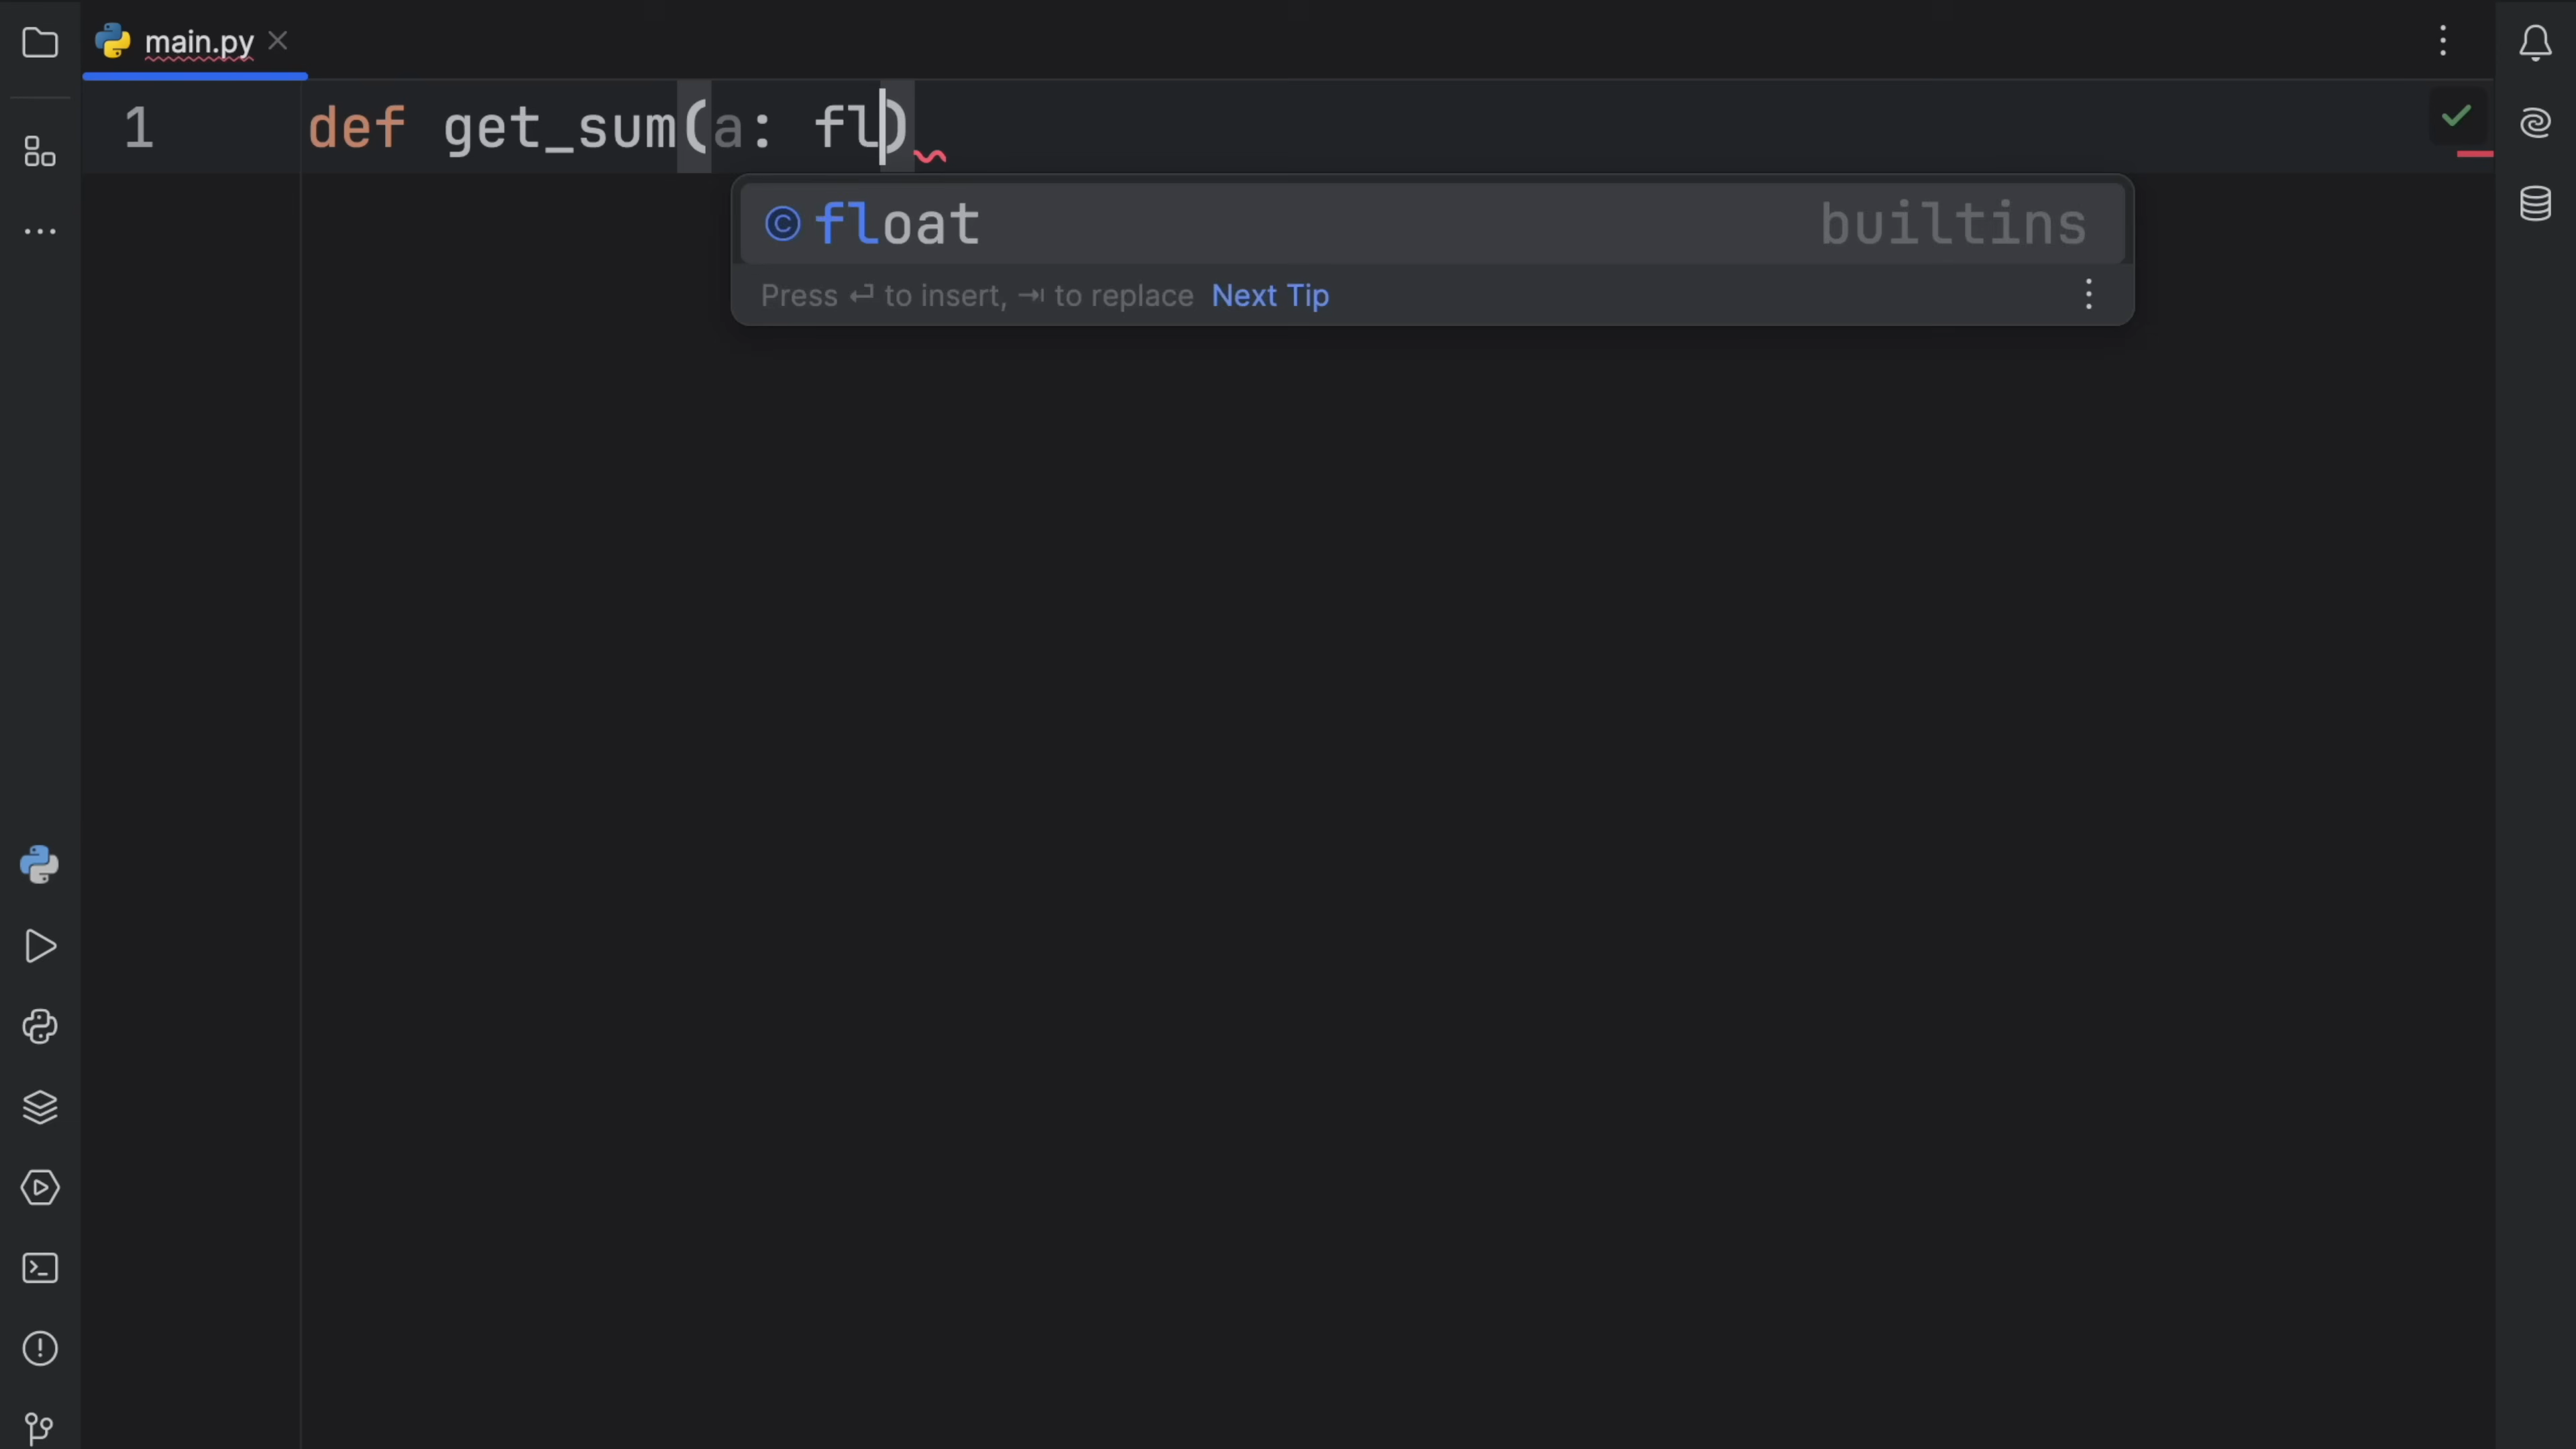 main.py
1 def get_sum(a: fl)
float builtins
Press ↵ to insert, ⇥ to replace Next Tip